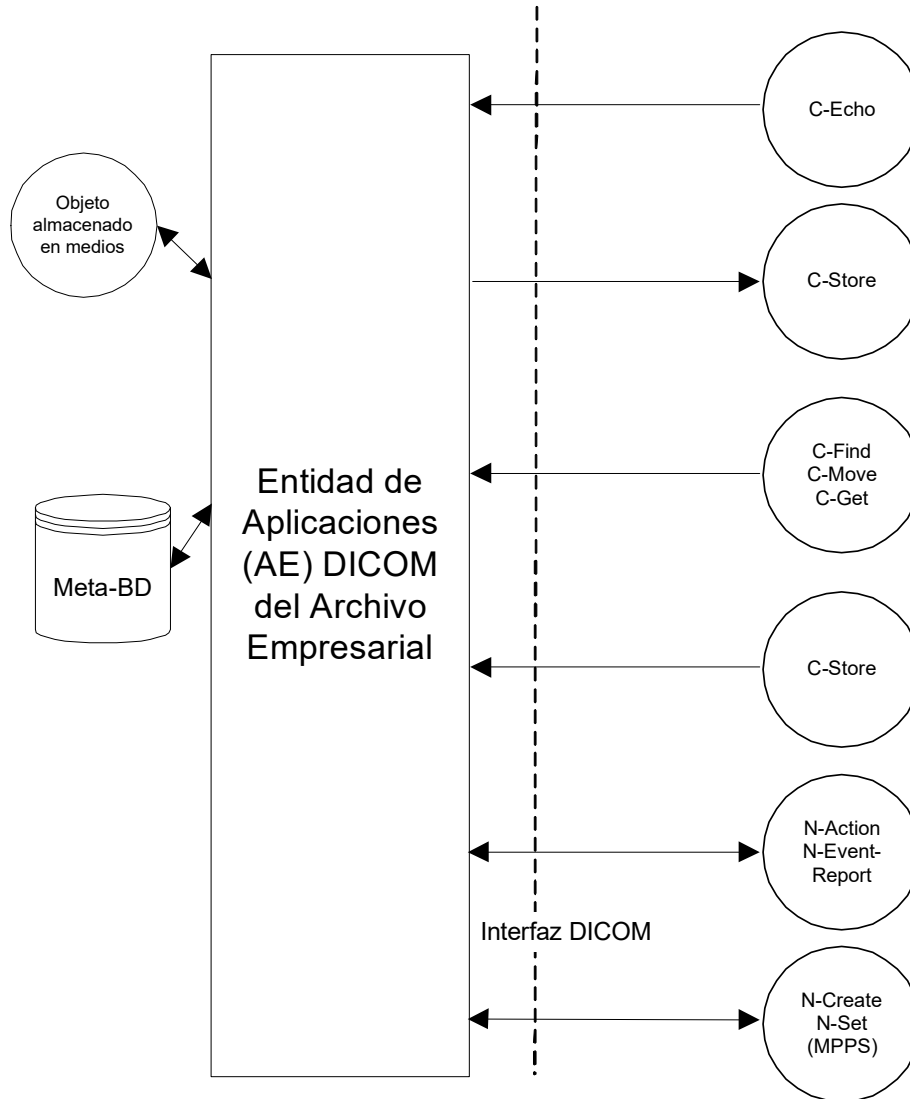 C-Echo
Objeto
almacenado
en medios
C-Store
C-Find
C-Move
C-Get
Entidad de
Aplicaciones
(AE) DICOM
del Archivo
Empresarial
Meta-BD
C-Store
N-Action
N-Event-
Report
Interfaz DICOM
N-Create
N-Set
(MPPS)